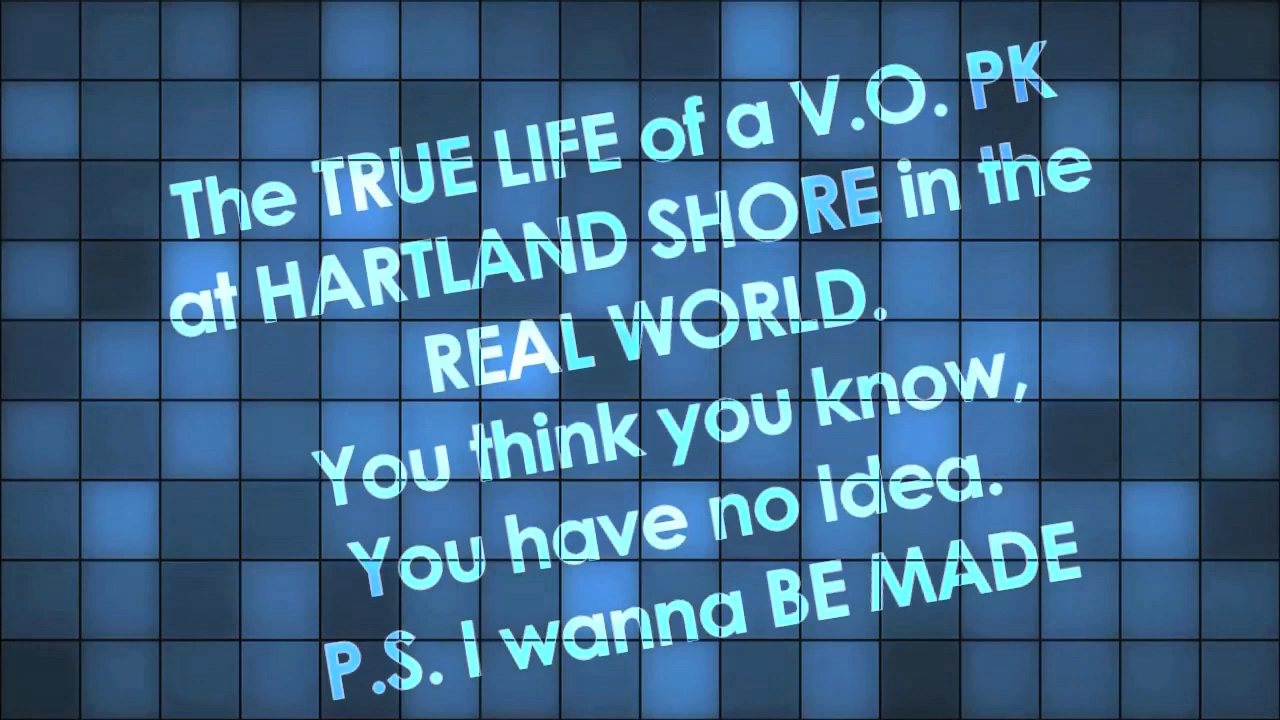 The TRUE LIFE of a V.O. PK
at HARTLAND SHORE in the
REAL WORLD.
You think you know,
You have no Idea.
P.S. I wanna BE MADE